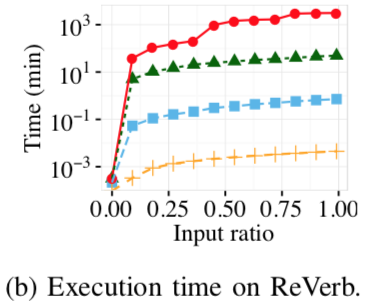 10³
10¹
10⁻¹
10⁻³
Time (min)
0.00 0.25 0.50 0.75 1.00
Input ratio
(b) Execution time on ReVerb.